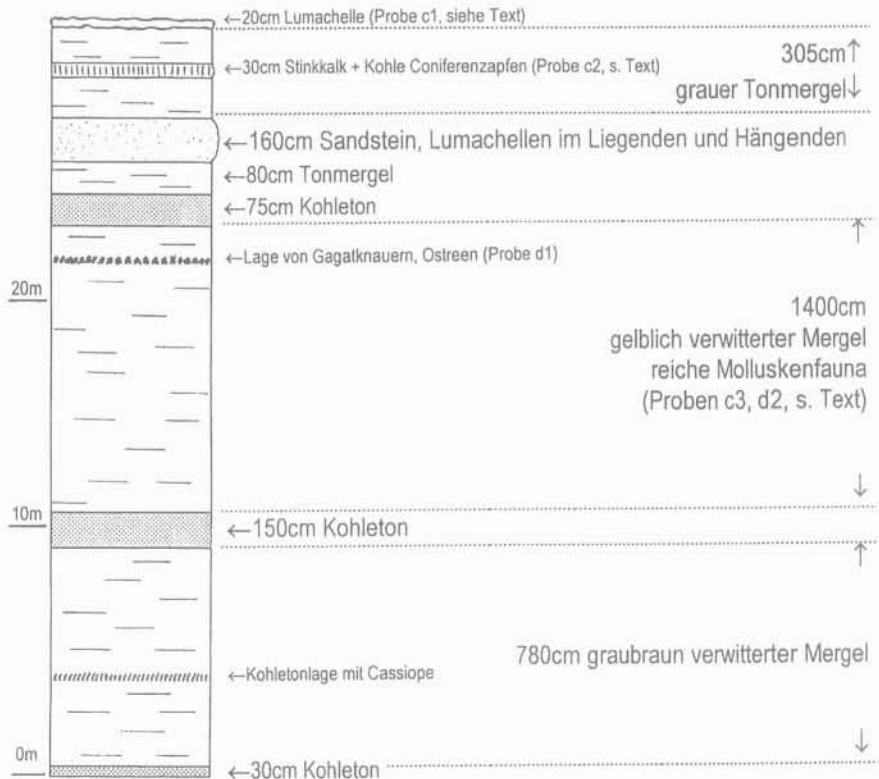 ←20cm Lumachelle (Probe c1, siehe Text)
305cm↑
←30cm Stinkkalk + Kohle Coniferenzapfen (Probe c2, s. Text)
grauer Tonmergel↓
←160cm Sandstein, Lumachellen im Liegenden und Hängenden
←80cm Tonmergel
←75cm Kohleton
↑
←Lage von Gagatknauern, Ostreen (Probe d1)
20m
1400cm
gelblich verwitterter Mergel
reiche Molluskenfauna
(Proben c3, d2, s. Text)
↓
10m
←150cm Kohleton
↑
780cm graubraun verwitterter Mergel
←Kohletonlage mit Cassiope
↓
0m
←30cm Kohleton